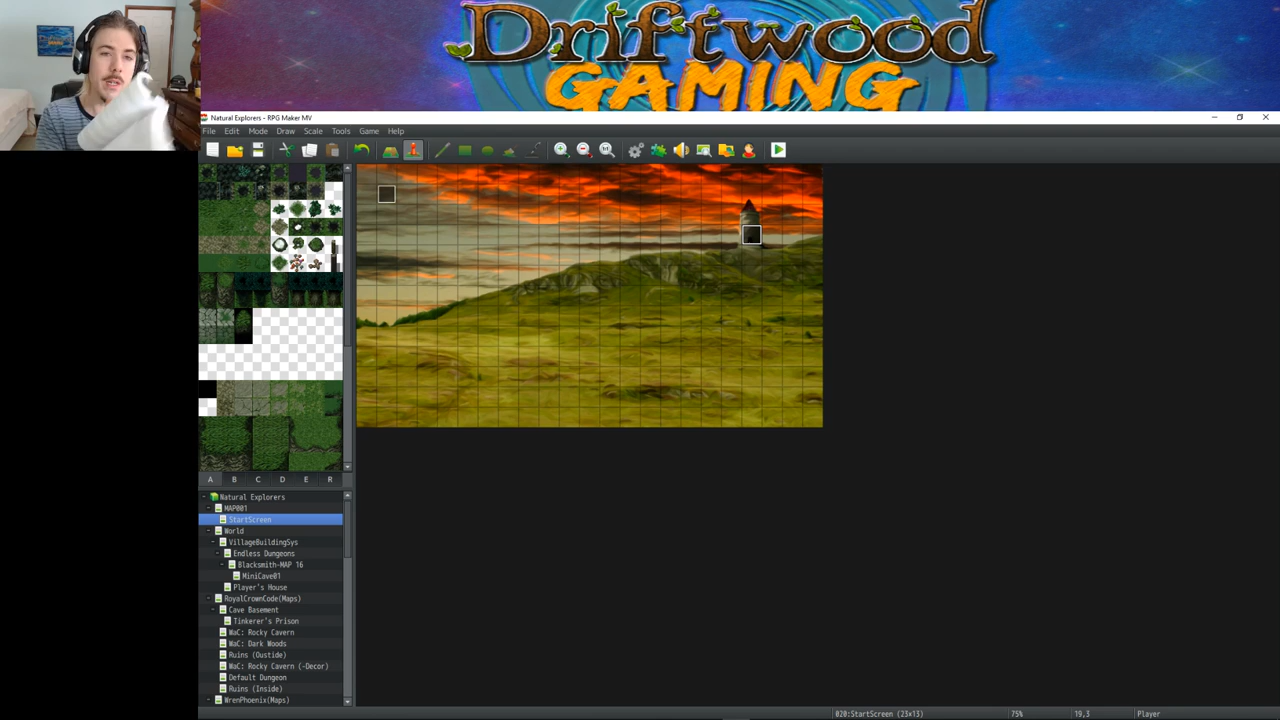 Driftwood
GAMING
Natural Explorers - RPG Maker MV
File Edit Mode Draw Scale Tools Game Help
A B C D E R
Natural Explorers
MAP001
StartScreen
World
VillageBuildingSys
Endless Dungeons
Blacksmith-MAP 16
MiniCave01
Player's House
RoyalCrownCode(Maps)
Cave Basement
Tinkerer's Prison
WaC: Rocky Cavern
WaC: Dark Woods
Ruins (Oustide)
WaC: Rocky Cavern (-Decor)
Default Dungeon
Ruins (Inside)
WrenPhoenix(Maps)
020:StartScreen (23×13) 75% 19,3 Player